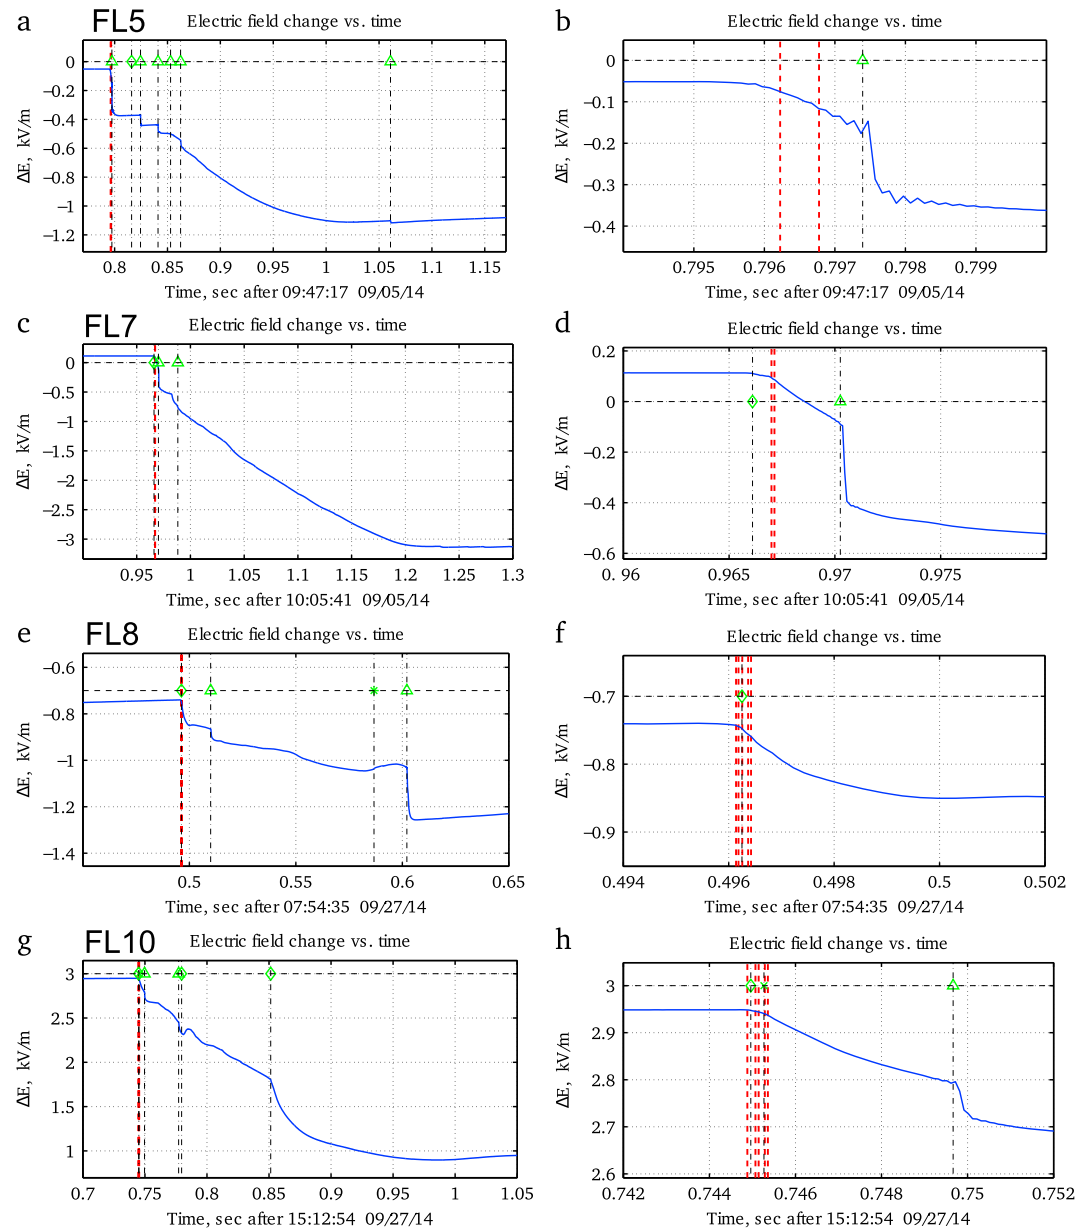 a FL5 Electric field change vs. time
0
−0.2
−0.4
−0.6
−0.8
−1
−1.2
ΔE, kV/m
0.8 0.85 0.9 0.95 1 1.05 1.1 1.15
Time, sec after 09:47:17 09/05/14
b Electric field change vs. time
0
−0.1
−0.2
−0.3
−0.4
ΔE, kV/m
0.795 0.796 0.797 0.798 0.799
Time, sec after 09:47:17 09/05/14
c FL7 Electric field change vs. time
0
−0.5
−1
−1.5
−2
−2.5
−3
ΔE, kV/m
0.95 1 1.05 1.1 1.15 1.2 1.25 1.3
Time, sec after 10:05:41 09/05/14
d Electric field change vs. time
0.2
0
−0.2
−0.4
−0.6
ΔE, kV/m
0.96 0.965 0.97 0.975
Time, sec after 10:05:41 09/05/14
e FL8 Electric field change vs. time
−0.6
−0.8
−1
−1.2
−1.4
ΔE, kV/m
0.5 0.55 0.6 0.65
Time, sec after 07:54:35 09/27/14
f Electric field change vs. time
−0.7
−0.8
−0.9
ΔE, kV/m
0.494 0.496 0.498 0.5 0.502
Time, sec after 07:54:35 09/27/14
g FL10 Electric field change vs. time
3
2.5
2
1.5
1
ΔE, kV/m
0.7 0.75 0.8 0.85 0.9 0.95 1 1.05
Time, sec after 15:12:54 09/27/14
h Electric field change vs. time
3
2.9
2.8
2.7
2.6
ΔE, kV/m
0.742 0.744 0.746 0.748 0.75 0.752
Time, sec after 15:12:54 09/27/14